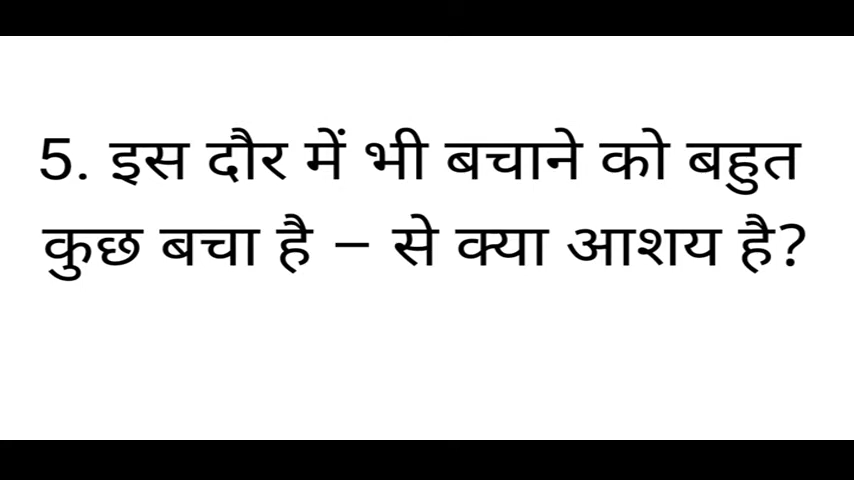 5. इस दौर में भी बचाने को बहुत
कुछ बचा है – से क्या आशय है?